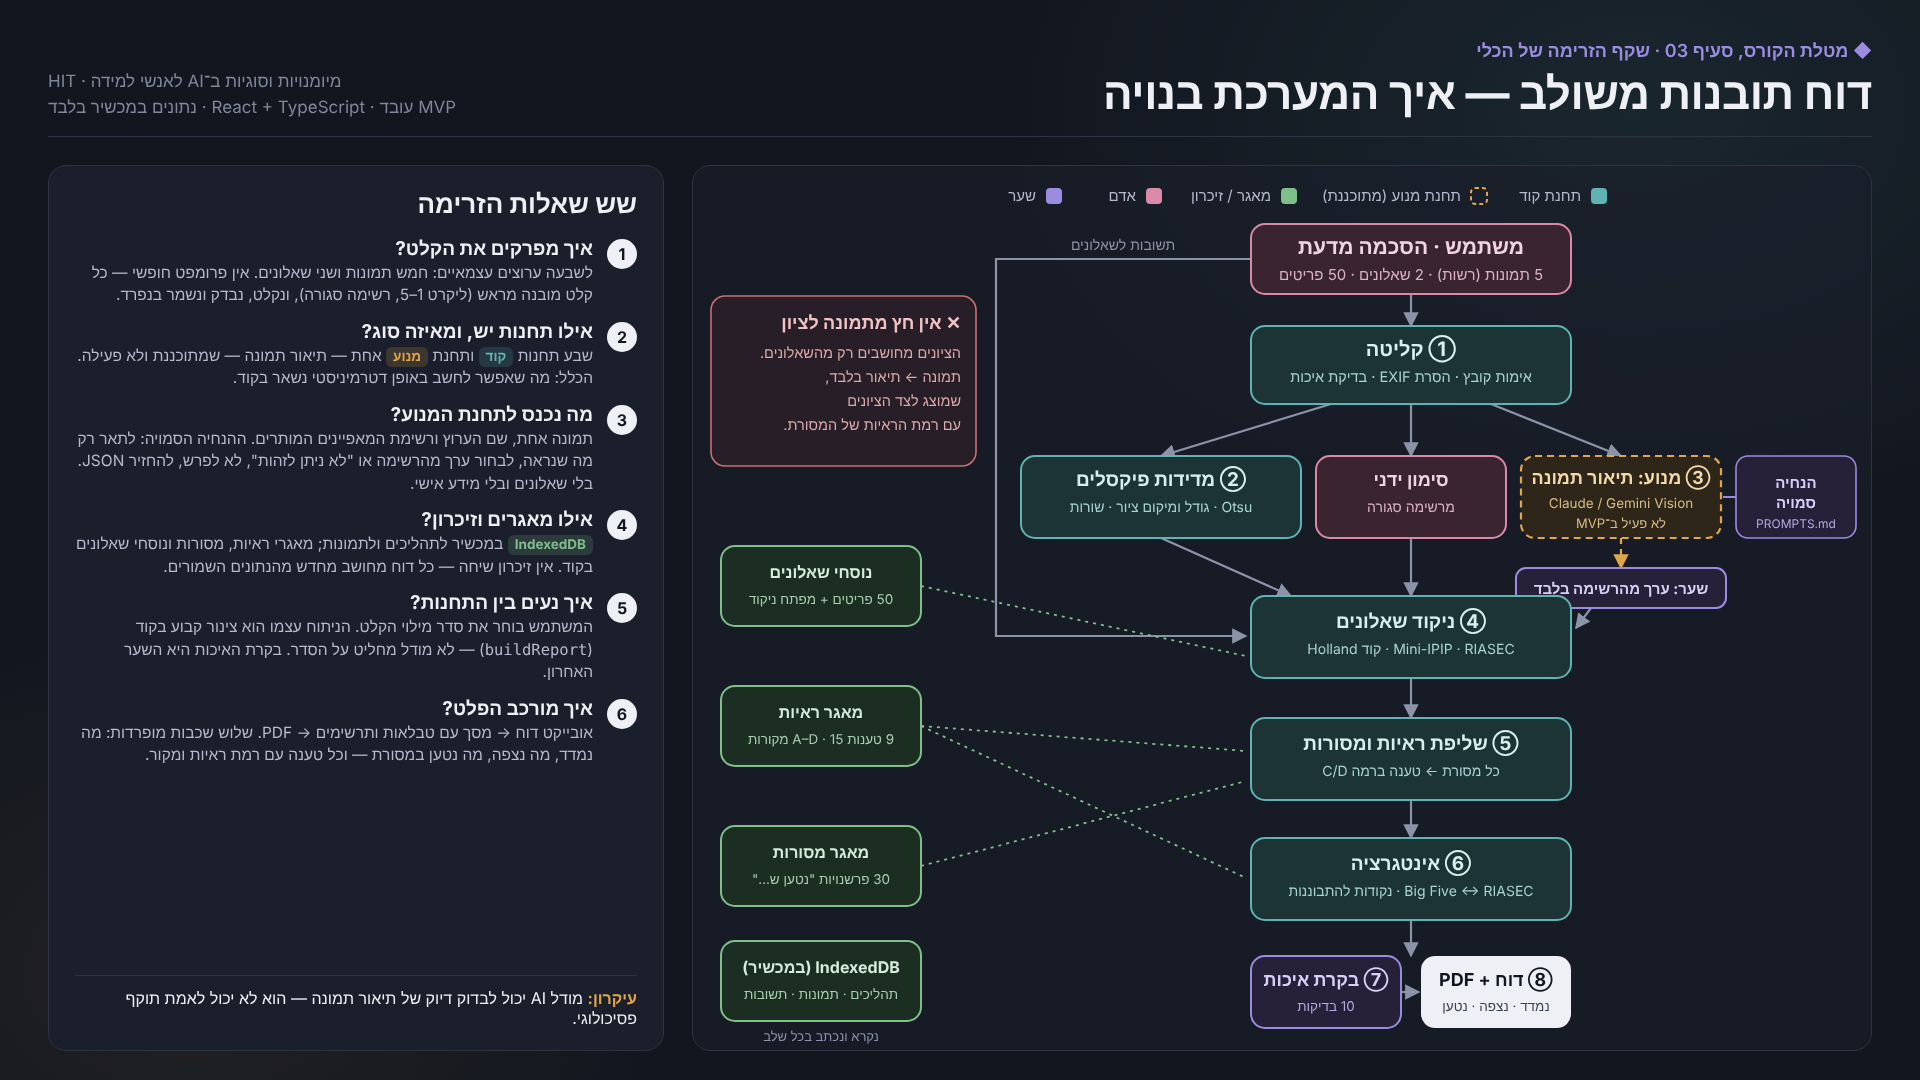 ◆ מטלת הקורס, סעיף 03 · שקף הזרימה של הכלי
דוח תובנות משולב — איך המערכת בנויה
מיומנויות וסוגיות ב־AI לאנשי למידה · HIT
MVP עובד · React + TypeScript · נתונים במכשיר בלבד
תחנת קוד
תחנת מנוע (מתוכננת)
מאגר / זיכרון
אדם
שער
משתמש · הסכמה מדעת
5 תמונות (רשות) · 2 שאלונים · 50 פריטים
תשובות לשאלונים
✕ אין חץ מתמונה לציון
הציונים מחושבים רק מהשאלונים.
תמונה ← תיאור בלבד,
שמוצג לצד הציונים
עם רמת הראיות של המסורת.
① קליטה
אימות קובץ · הסרת EXIF · בדיקת איכות
הנחיה
סמויה
PROMPTS.md
③ מנוע: תיאור תמונה
Claude / Gemini Vision
לא פעיל ב־MVP
סימון ידני
מרשימה סגורה
② מדידות פיקסלים
Otsu · גודל ומיקום ציור · שורות
שער: ערך מהרשימה בלבד
נוסחי שאלונים
50 פריטים + מפתח ניקוד
④ ניקוד שאלונים
RIASEC · Mini-IPIP · קוד Holland
מאגר ראיות
9 טענות A–D · 15 מקורות
⑤ שליפת ראיות ומסורות
כל מסורת ← טענה ברמה C/D
מאגר מסורות
30 פרשנויות "נטען ש..."
⑥ אינטגרציה
RIASEC ↔ Big Five · נקודות להתבוננות
IndexedDB (במכשיר)
תהליכים · תמונות · תשובות
נקרא ונכתב בכל שלב
⑧ דוח + PDF
נמדד · נצפה · נטען
⑦ בקרת איכות
10 בדיקות
שש שאלות הזרימה
1 איך מפרקים את הקלט?
לשבעה ערוצים עצמאיים: חמש תמונות ושני שאלונים. אין פרומפט חופשי — כל
קלט מובנה מראש (ליקרט 1–5, רשימה סגורה), ונקלט, נבדק ונשמר בנפרד.
2 אילו תחנות יש, ומאיזה סוג?
שבע תחנות קוד ותחנת מנוע אחת — תיאור תמונה — שמתוכננת ולא פעילה.
הכלל: מה שאפשר לחשב באופן דטרמיניסטי נשאר בקוד.
3 מה נכנס לתחנת המנוע?
תמונה אחת, שם הערוץ ורשימת המאפיינים המותרים. ההנחיה הסמויה: לתאר רק
מה שנראה, לבחור ערך מהרשימה או "לא ניתן לזהות", לא לפרש, להחזיר JSON.
בלי שאלונים ובלי מידע אישי.
4 אילו מאגרים וזיכרון?
IndexedDB במכשיר לתהליכים ולתמונות; מאגרי ראיות, מסורות ונוסחי שאלונים
בקוד. אין זיכרון שיחה — כל דוח מחושב מחדש מהנתונים השמורים.
5 איך נעים בין התחנות?
המשתמש בוחר את סדר מילוי הקלט. הניתוח עצמו הוא צינור קבוע בקוד
(buildReport) — לא מודל מחליט על הסדר. בקרת האיכות היא השער
האחרון.
6 איך מורכב הפלט?
אובייקט דוח → מסך עם טבלאות ותרשימים → PDF. שלוש שכבות מופרדות: מה
נמדד, מה נצפה, מה נטען במסורת — וכל טענה עם רמת ראיות ומקור.
עיקרון: מודל AI יכול לבדוק דיוק של תיאור תמונה — הוא לא יכול לאמת תוקף
פסיכולוגי.